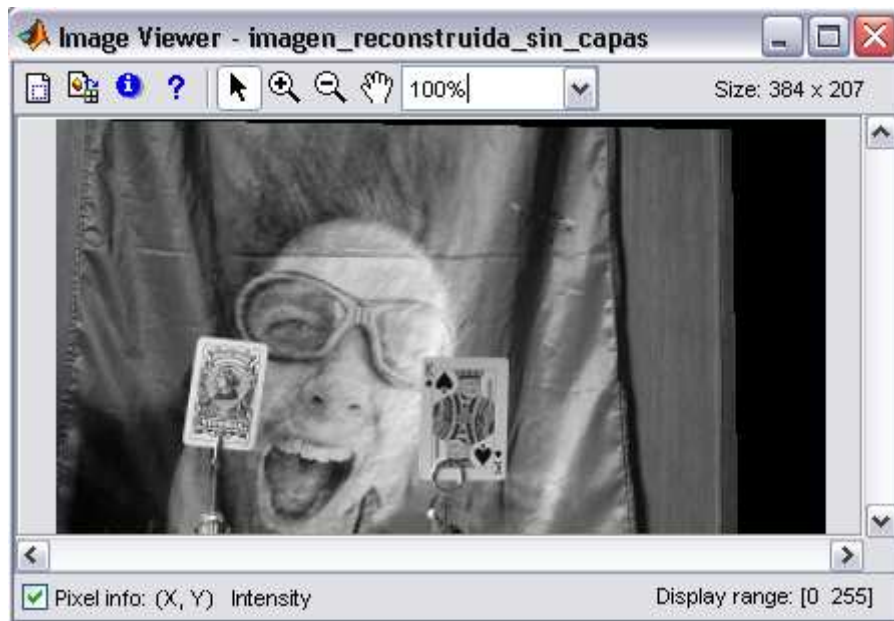 Image Viewer - imagen_reconstruida_sin_capas
? 100% Size: 384 x 207
K
K
Pixel info: (X, Y) Intensity Display range: [0 255]